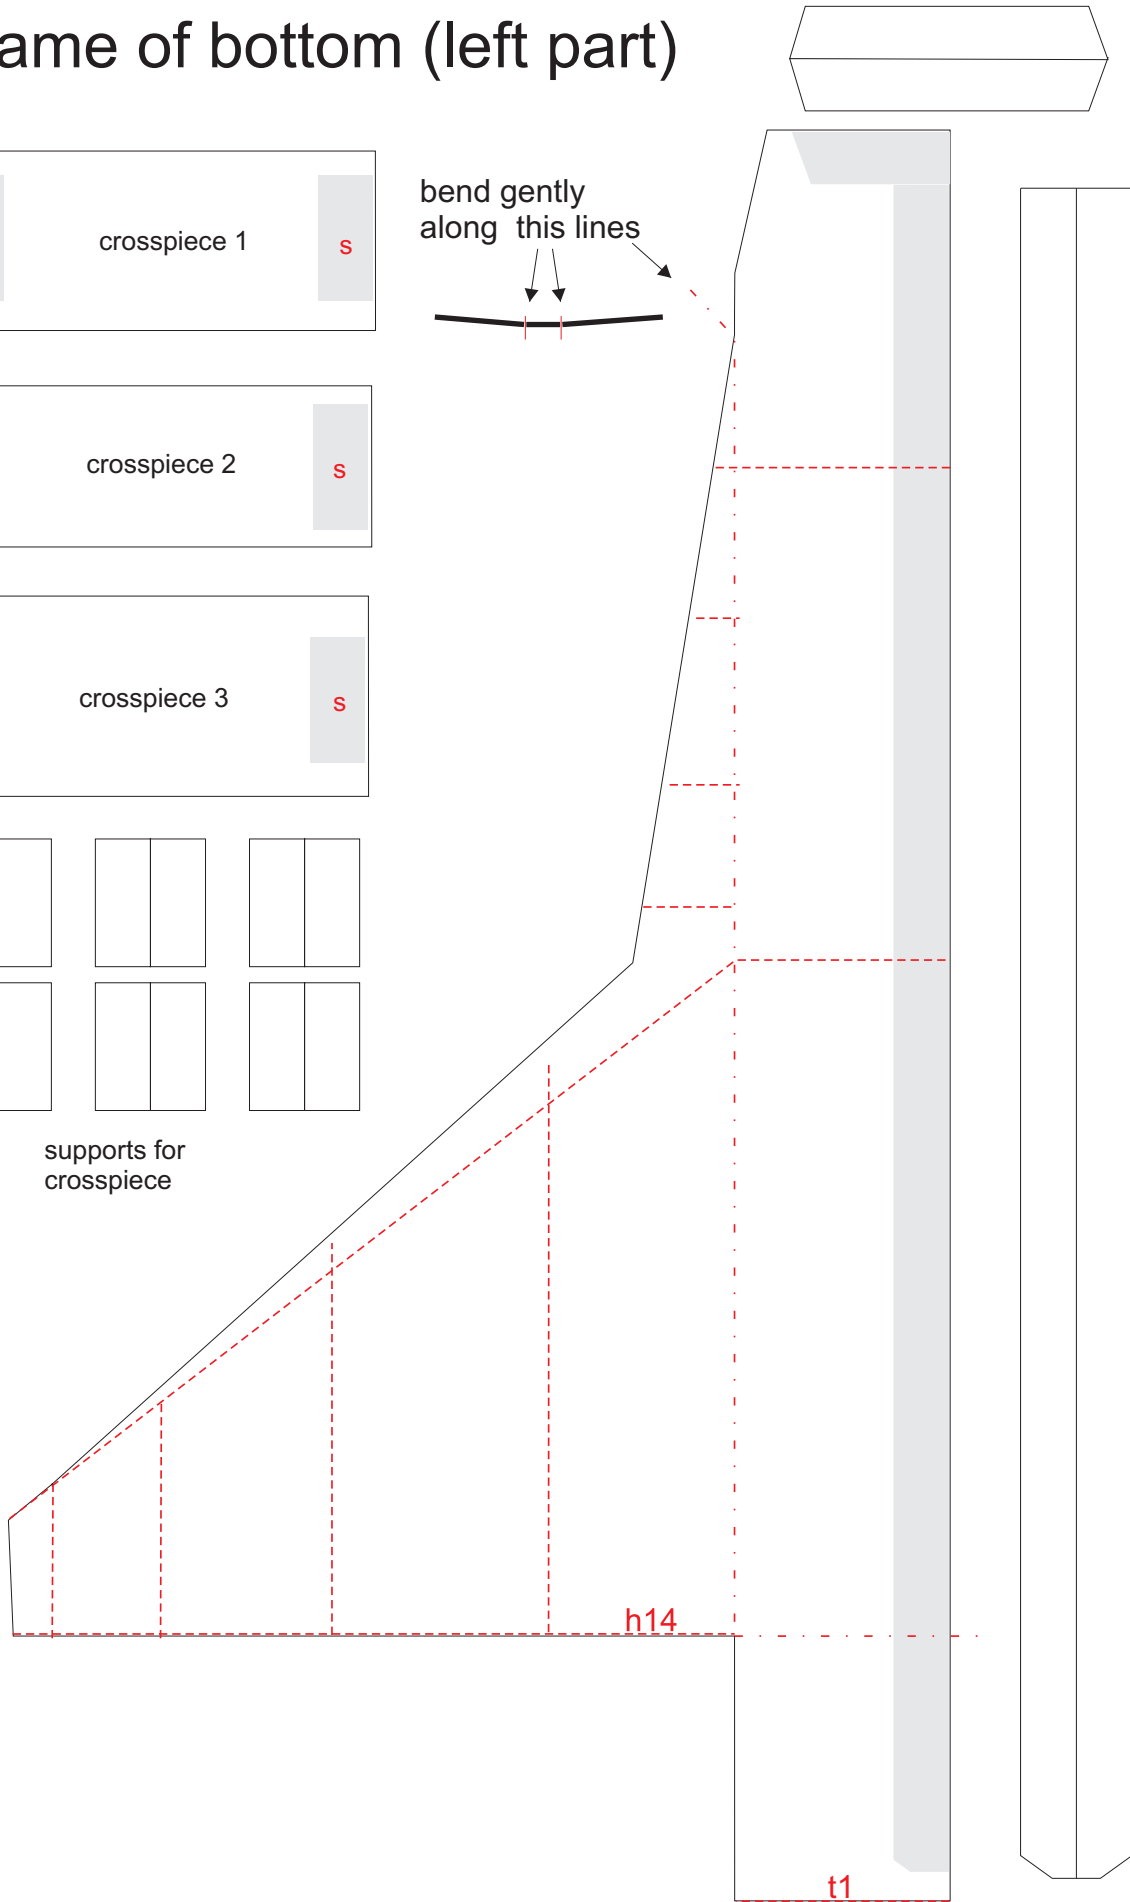 ame of bottom (left part)
bend gently
along this lines
crosspiece 1
s
crosspiece 2
s
crosspiece 3
s
supports for
crosspiece
h14
t1